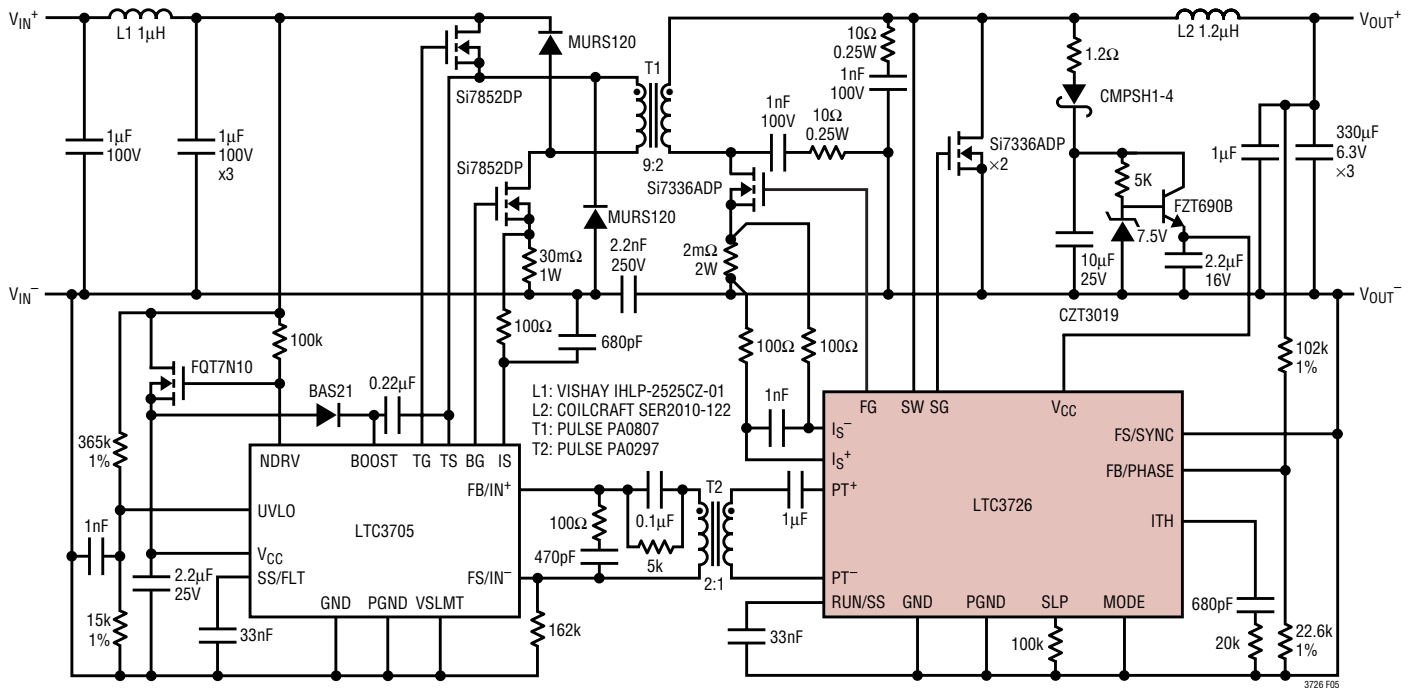 VIN+
L1 1µH
1µF
100V
1µF
100V
x3
Si7852DP
MURS120
T1
9:2
Si7852DP
30mΩ
1W
MURS120
2.2nF
250V
1nF
100V
10Ω
0.25W
10Ω
0.25W
1nF
100V
Si7336ADP
2mΩ
2W
Si7336ADP
×2
1.2Ω
CMPSH1-4
L2 1.2µH
VOUT+
5K
FZT690B
7.5V
10µF
25V
2.2µF
16V
CZT3019
1µF
330µF
6.3V
×3
VIN–
VOUT–
100k
FQT7N10
BAS21
0.22µF
100Ω
680pF
L1: VISHAY IHLP-2525CZ-01
L2: COILCRAFT SER2010-122
T1: PULSE PA0807
T2: PULSE PA0297
100Ω
100Ω
1nF
102k
1%
365k
1%
1nF
15k
1%
2.2µF
25V
33nF
NDRV
BOOST
TG
TS
BG
IS
UVLO
LTC3705
VCC
SS/FLT
GND
PGND
VSLMT
FB/IN+
FS/IN–
100Ω
470pF
0.1µF
5k
162k
T2
2:1
1µF
FG
SW
SG
VCC
IS–
IS+
PT+
PT–
RUN/SS
LTC3726
FS/SYNC
FB/PHASE
ITH
GND
PGND
SLP
MODE
33nF
100k
680pF
20k
22.6k
1%
3726 F05